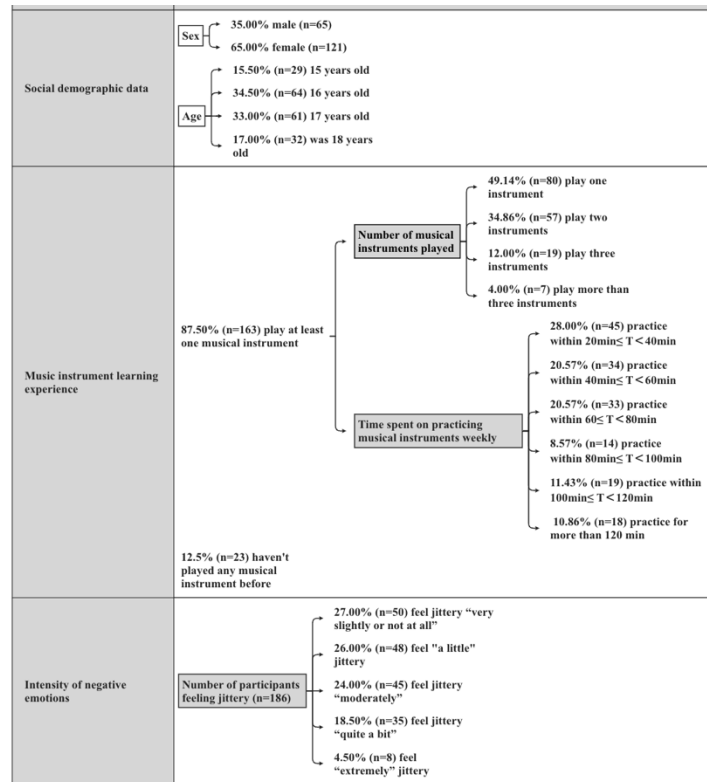 Social demographic data
Sex
35.00% male (n=65)
65.00% female (n=121)
Age
15.50% (n=29) 15 years old
34.50% (n=64) 16 years old
33.00% (n=61) 17 years old
17.00% (n=32) was 18 years
old
Music instrument learning
experience
87.50% (n=163) play at least
one musical instrument
Number of musical
instruments played
49.14% (n=80) play one
instrument
34.86% (n=57) play two
instruments
12.00% (n=19) play three
instruments
4.00% (n=7) play more than
three instruments
Time spent on practicing
musical instruments weekly
28.00% (n=45) practice
within 20min≤ T<40min
20.57% (n=34) practice
within 40min≤ T<60min
20.57% (n=33) practice
within 60≤ T<80min
8.57% (n=14) practice
within 80min≤ T<100min
11.43% (n=19) practice within
100min≤ T<120min
10.86% (n=18) practice for
more than 120 min
12.5% (n=23) haven't
played any musical
instrument before
Intensity of negative
emotions
Number of participants
feeling jittery (n=186)
27.00% (n=50) feel jittery “very
slightly or not at all”
26.00% (n=48) feel "a little"
jittery
24.00% (n=45) feel jittery
“moderately”
18.50% (n=35) feel jittery
“quite a bit”
4.50% (n=8) feel
“extremely” jittery